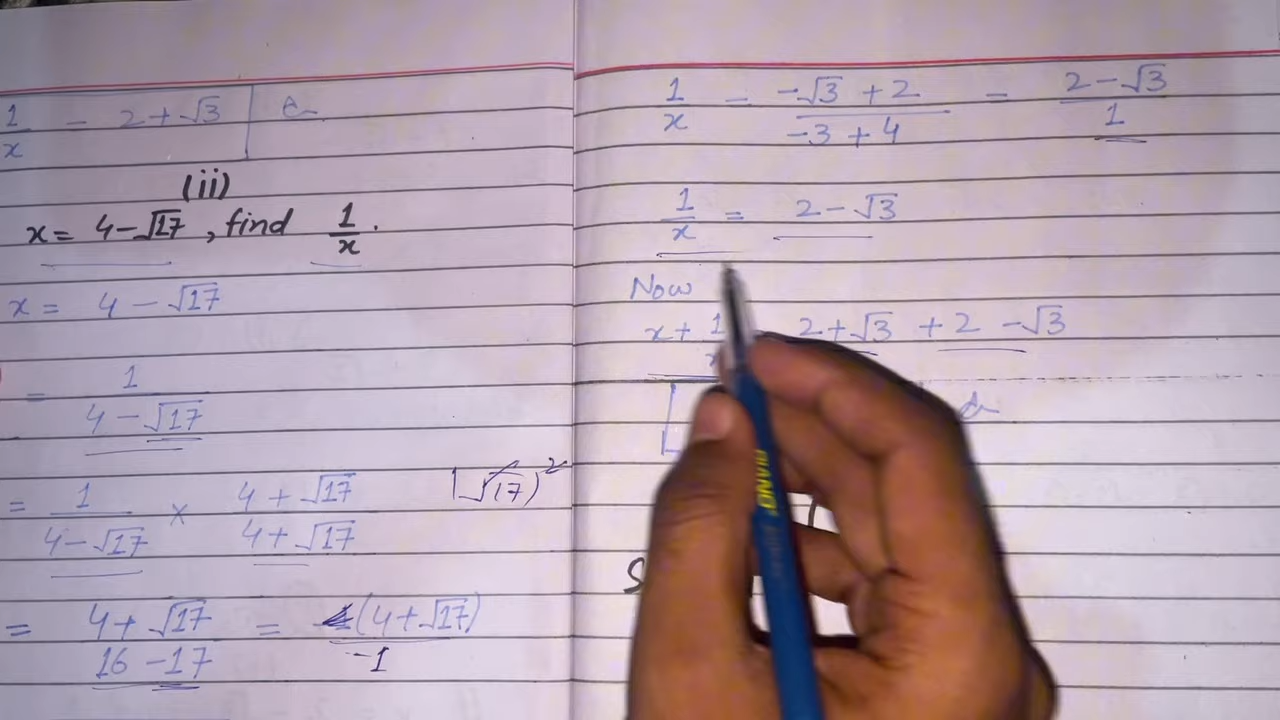 1/x = 2 + √3
(ii)
x = 4 - √17 , find 1/x .
x = 4 - √17
= 1/(4 - √17)
= 1/(4 - √17) × (4 + √17)/(4 + √17) (√17)²
= (4 + √17)/(16 - 17) = (4 + √17)/-1
1/x = (-√3 + 2)/(-3 + 4) = (2 - √3)/1
1/x = 2 - √3
Now
x + 1/x 2 + √3 + 2 - √3
PIANO